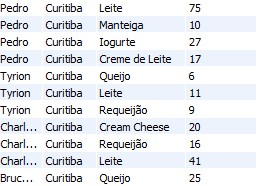 Pedro Curitiba Leite 75
Pedro Curitiba Manteiga 10
Pedro Curitiba Iogurte 27
Pedro Curitiba Creme de Leite 17
Tyrion Curitiba Queijo 6
Tyrion Curitiba Leite 11
Tyrion Curitiba Requeijão 9
Charl... Curitiba Cream Cheese 20
Charl... Curitiba Requeijão 16
Charl... Curitiba Leite 41
Bruc... Curitiba Queijo 25